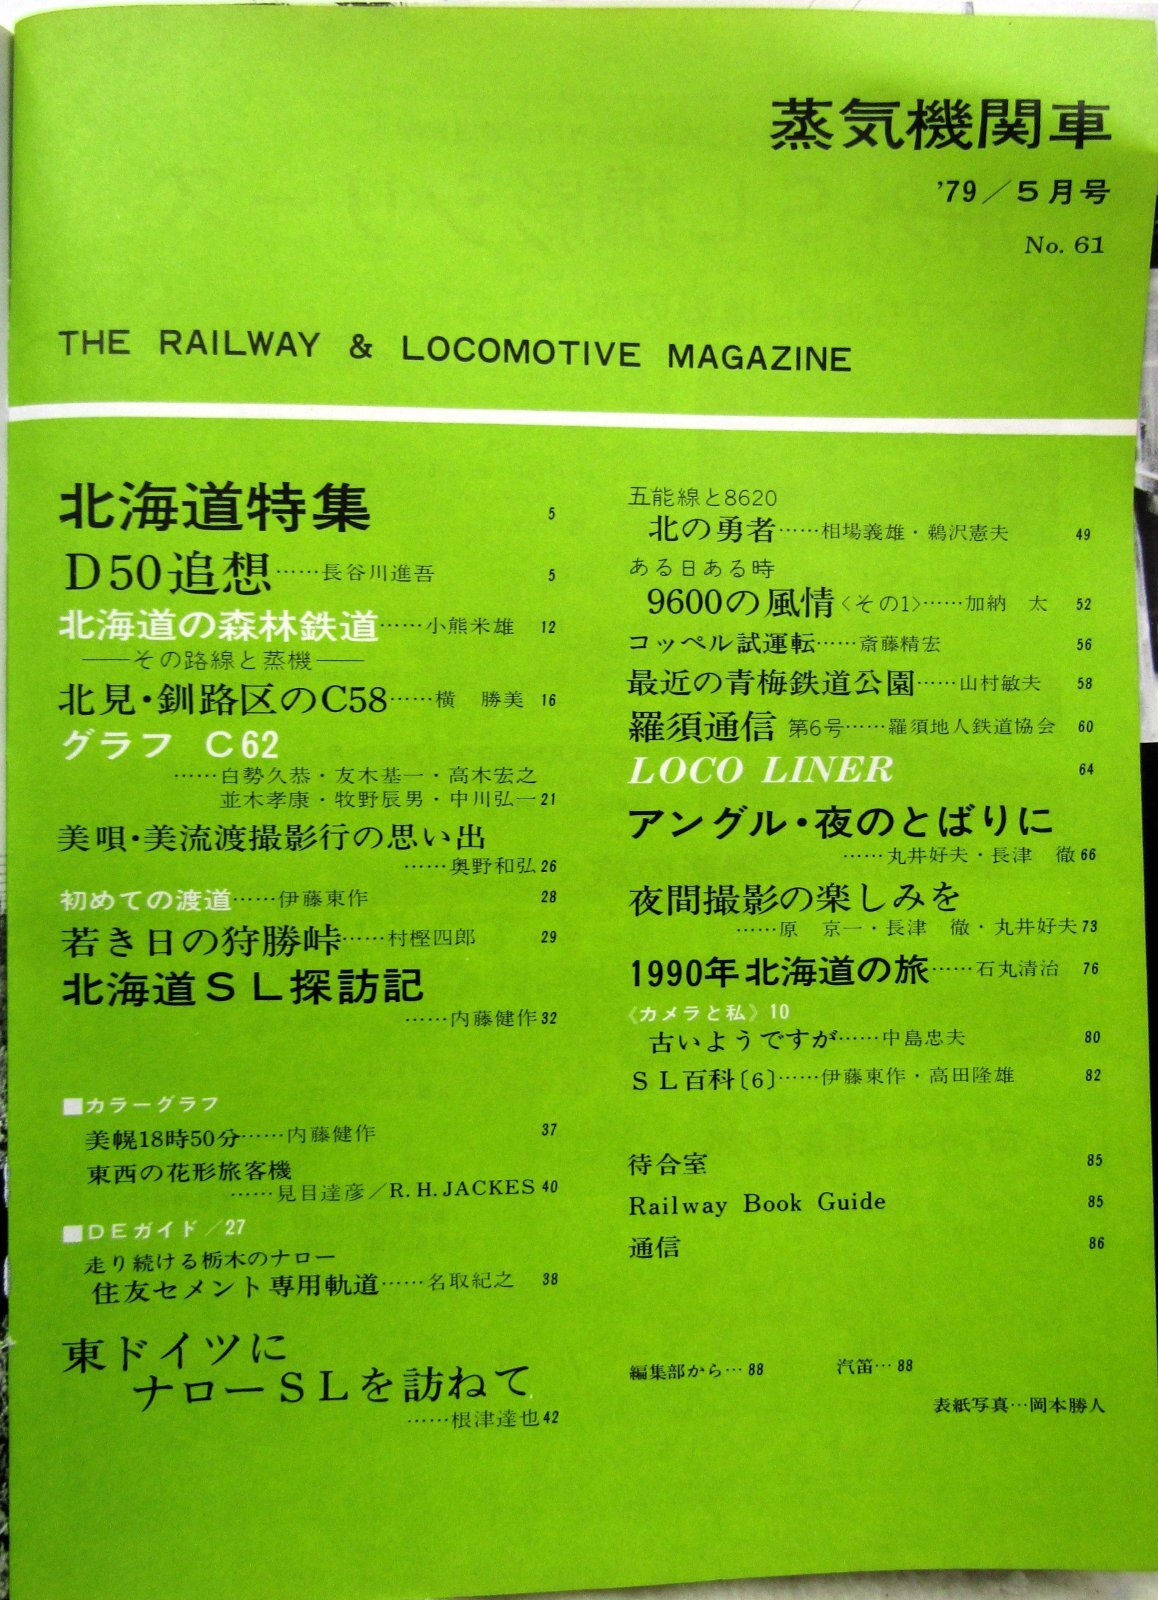 蒸気機関車
'79／5月号
No. 61
THE RAILWAY & LOCOMOTIVE MAGAZINE
北海道特集 5
D50追想……長谷川進吾 5
北海道の森林鉄道……小熊米雄 12
――その路線と蒸機――
北見・釧路区のC58……横　勝美 16
グラフ C62
……白勢久恭・友木基一・高木宏之
並木孝康・牧野辰男・中川弘一 21
美唄・美流渡撮影行の思い出
……奥野和弘 26
初めての渡道……伊藤東作 28
若き日の狩勝峠……村樫四郎 29
北海道SL探訪記
……内藤健作 32
■カラーグラフ
美幌18時50分……内藤健作 37
東西の花形旅客機
……見目達彦／R.H.JACKES 40
■DEガイド／27
走り続ける栃木のナロー
住友セメント専用軌道……名取紀之 38
東ドイツに
ナローSLを訪ねて
……根津達也 42
五能線と8620
北の勇者……相場義雄・鵜沢憲夫 49
ある日ある時
9600の風情〈その1〉……加納　太 52
コッペル試運転……斎藤精宏 56
最近の青梅鉄道公園……山村敏夫 58
羅須通信 第6号……羅須地人鉄道協会 60
LOCO LINER 64
アングル・夜のとばりに
……丸井好夫・長津　徹 66
夜間撮影の楽しみを
……原　京一・長津　徹・丸井好夫 73
1990年北海道の旅……石丸清治 76
《カメラと私》10
古いようですが……中島忠夫 80
SL百科〔6〕……伊藤東作・高田隆雄 82
待合室 85
Railway Book Guide 85
通信 86
編集部から…88 汽笛…88
表紙写真…岡本勝人